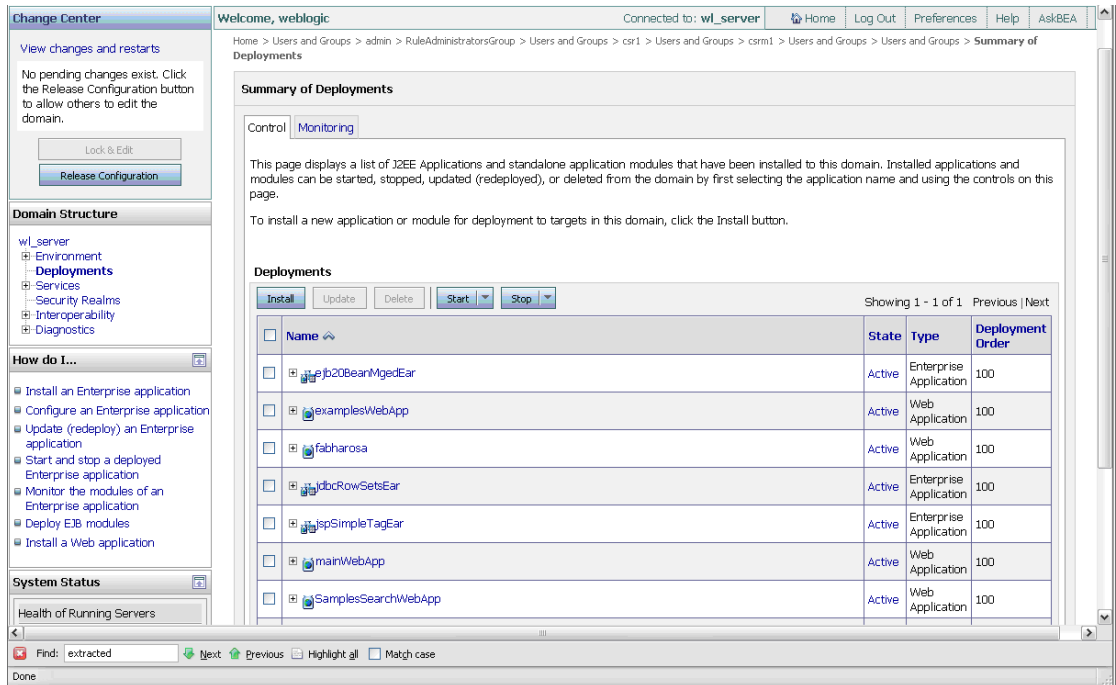 Change Center
View changes and restarts
No pending changes exist. Click
the Release Configuration button
to allow others to edit the
domain.
Lock & Edit
Release Configuration
Domain Structure
wl_server
Environment
Deployments
Services
Security Realms
Interoperability
Diagnostics
How do I...
Install an Enterprise application
Configure an Enterprise application
Update (redeploy) an Enterprise
application
Start and stop a deployed
Enterprise application
Monitor the modules of an
Enterprise application
Deploy EJB modules
Install a Web application
System Status
Health of Running Servers
Welcome, weblogic
Connected to: wl_server
Home
Log Out
Preferences
Help
AskBEA
Home > Users and Groups > admin > RuleAdministratorsGroup > Users and Groups > csr1 > Users and Groups > csrm1 > Users and Groups > Users and Groups > Summary of
Deployments
Summary of Deployments
Control
Monitoring
This page displays a list of J2EE Applications and standalone application modules that have been installed to this domain. Installed applications and
modules can be started, stopped, updated (redeployed), or deleted from the domain by first selecting the application name and using the controls on this
page.
To install a new application or module for deployment to targets in this domain, click the Install button.
Deployments
Install
Update
Delete
Start
Stop
Showing 1 - 1 of 1 Previous | Next
Name
State
Type
Deployment
Order
ejb20BeanMgedEar
Active
Enterprise
Application
100
examplesWebApp
Active
Web
Application
100
fabharosa
Active
Web
Application
100
jdbcRowSetsEar
Active
Enterprise
Application
100
jspSimpleTagEar
Active
Enterprise
Application
100
mainWebApp
Active
Web
Application
100
SamplesSearchWebApp
Active
Web
Application
100
Find: extracted
Next
Previous
Highlight all
Match case
Done